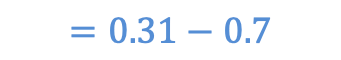 = 0.31 − 0.7